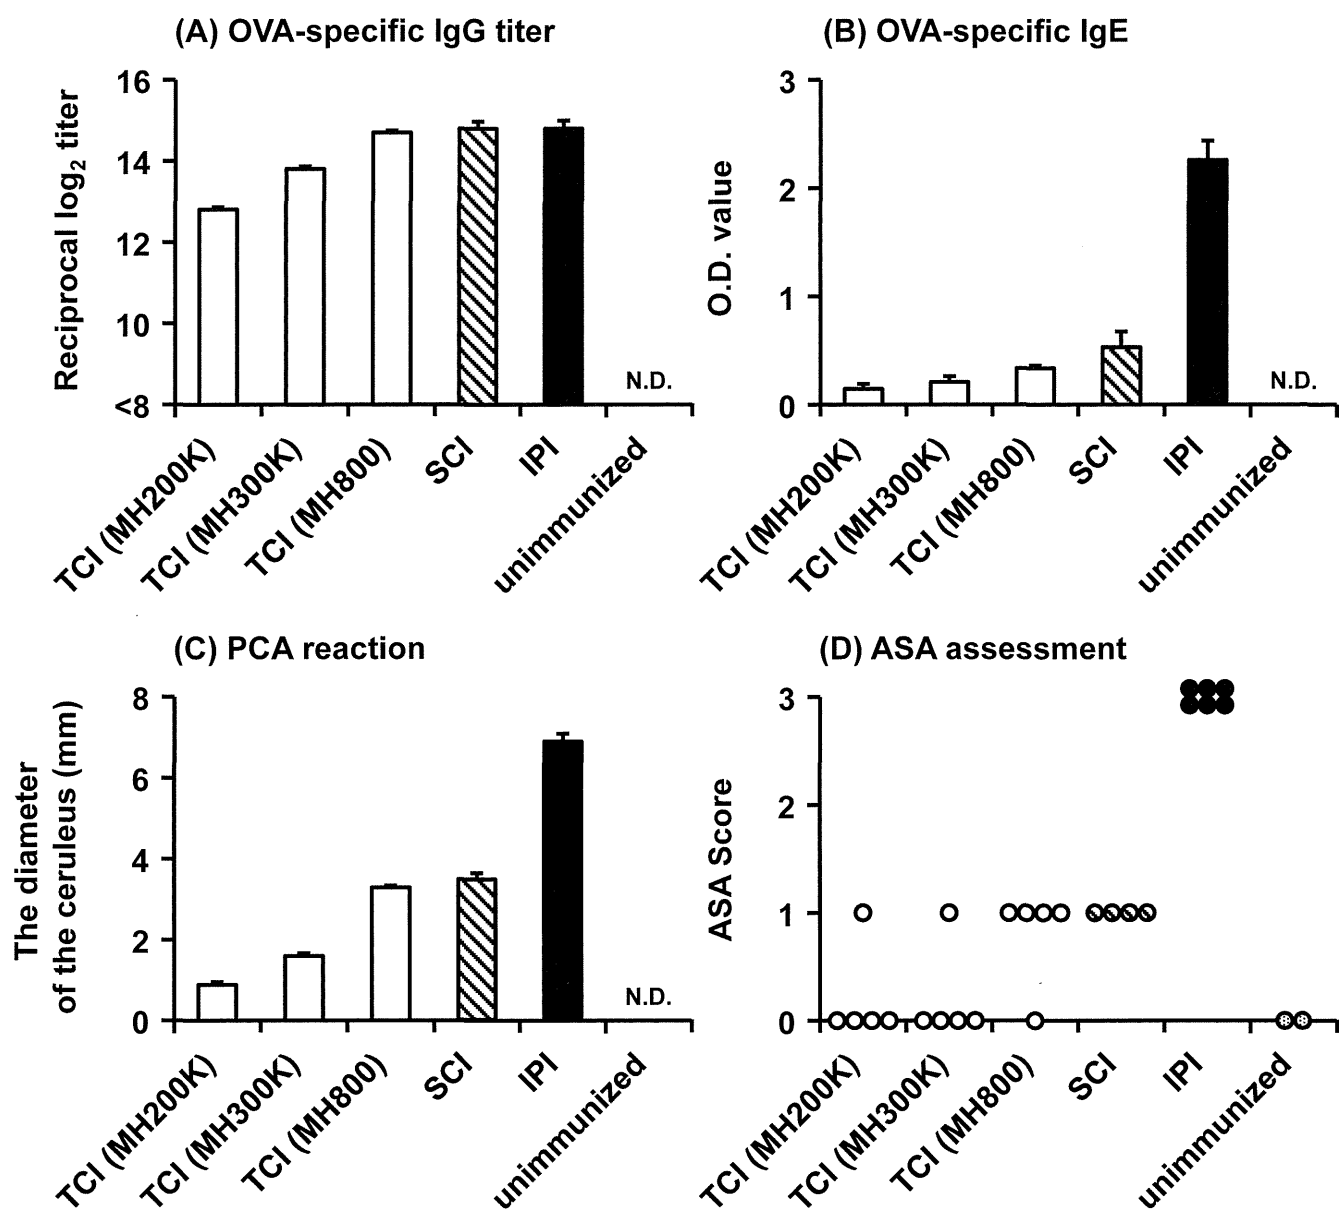 (A) OVA-specific IgG titer
Reciprocal log₂ titer
16
14
12
10
<8
N.D.
TCI (MH200K)
TCI (MH300K)
TCI (MH800)
SCI
IPI
unimmunized
(B) OVA-specific IgE
O.D. value
3
2
1
0
N.D.
TCI (MH200K)
TCI (MH300K)
TCI (MH800)
SCI
IPI
unimmunized
(C) PCA reaction
The diameter
of the ceruleus (mm)
8
6
4
2
0
N.D.
TCI (MH200K)
TCI (MH300K)
TCI (MH800)
SCI
IPI
unimmunized
(D) ASA assessment
ASA Score
3
2
1
0
TCI (MH200K)
TCI (MH300K)
TCI (MH800)
SCI
IPI
unimmunized